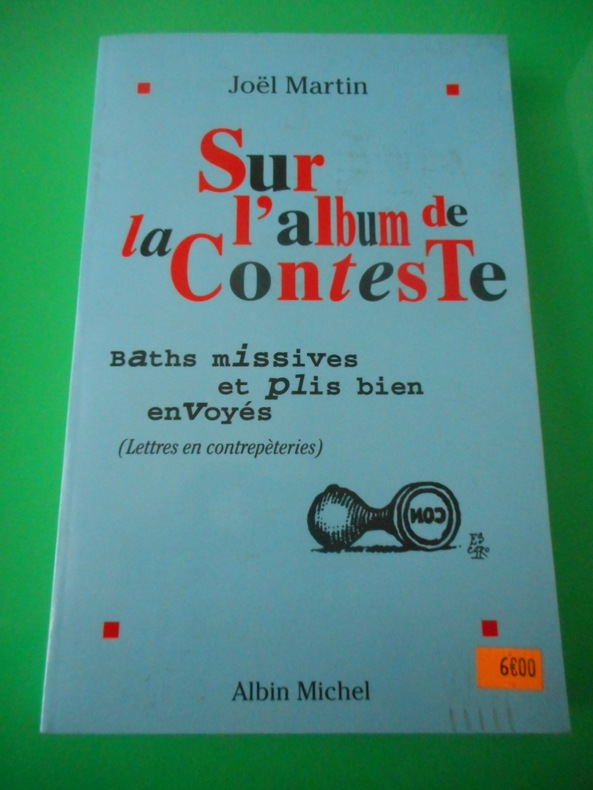 Joël Martin
Sur
l'album de
la ConTesTe
Baths missives
et plis bien
enVoyés
(Lettres en contrepèteries)
CON
ESCARO
6€00
Albin Michel